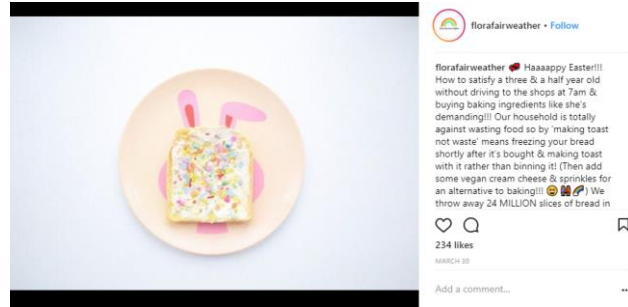 florafairweather • Follow
florafairweather Haaaappy Easter!!!
How to satisfy a three & a half year old
without driving to the shops at 7am &
buying baking ingredients like she's
demanding!!! Our household is totally
against wasting food so by 'making toast
not waste' means freezing your bread
shortly after it's bought & making toast
with it rather than binning it! (Then add
some vegan cream cheese & sprinkles for
an alternative to baking!!! ) We
throw away 24 MILLION slices of bread in
234 likes
MARCH 30
Add a comment...